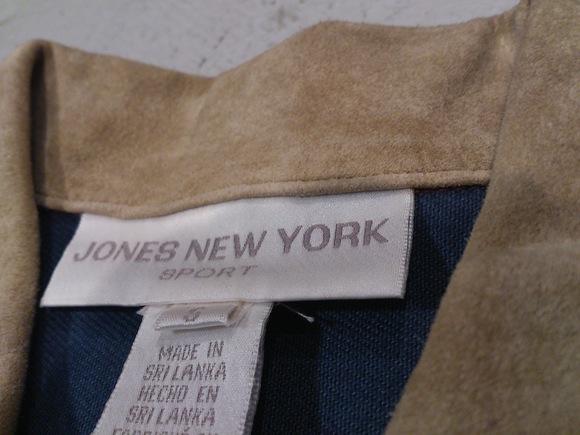 JONES NEW YORK
SPORT
MADE IN
SRI LANKA
HECHO EN
SRI LANKA